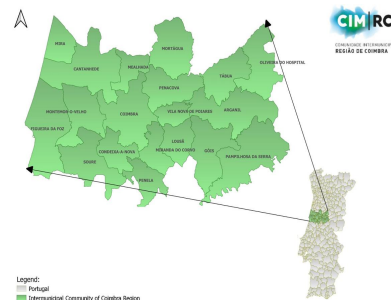 CIM|RC
COMUNIDADE INTERMUNICIPAL
REGIÃO DE COIMBRA
MIRA
MORTÁGUA
CANTANHEDE
MEALHADA
OLIVEIRA DO HOSPITAL
TÁBUA
PENACOVA
MONTEMOR-O-VELHO
COIMBRA
VILA NOVA DE POIARES
ARGANIL
FIGUEIRA DA FOZ
LOUSÃ
CONDEIXA-A-NOVA
MIRANDA DO CORVO
GÓIS
SOURE
PAMPILHOSA DA SERRA
PENELA
Legend:
Portugal
Intermunicipal Community of Coimbra Region